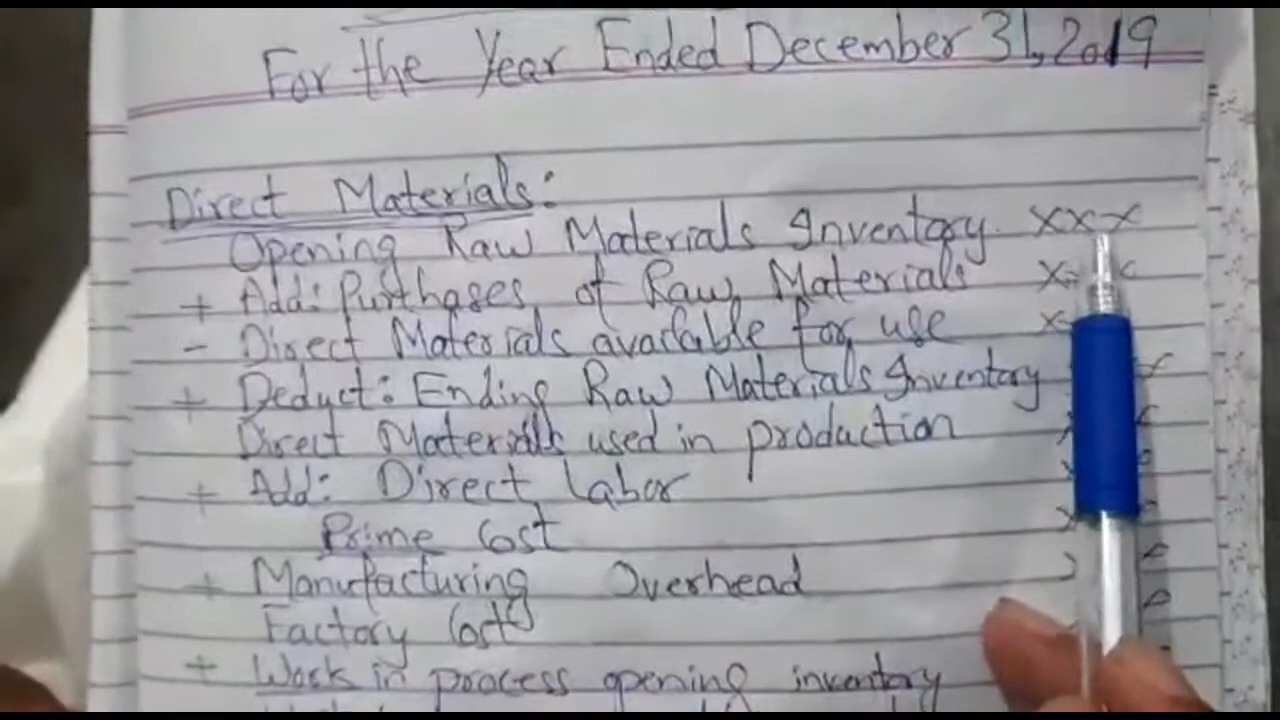 For the Year Ended December 31, 2019
Direct Materials:
Opening Raw Materials Inventory. xxx
+ Add: Purchases of Raw Materials
- Direct Materials available for use
+ Deduct: Ending Raw Materials Inventory
Direct Materials used in production
+ Add: Direct Labor
Prime Cost
+ Manufacturing Overhead
Factory Cost
+ Work in process opening inventory